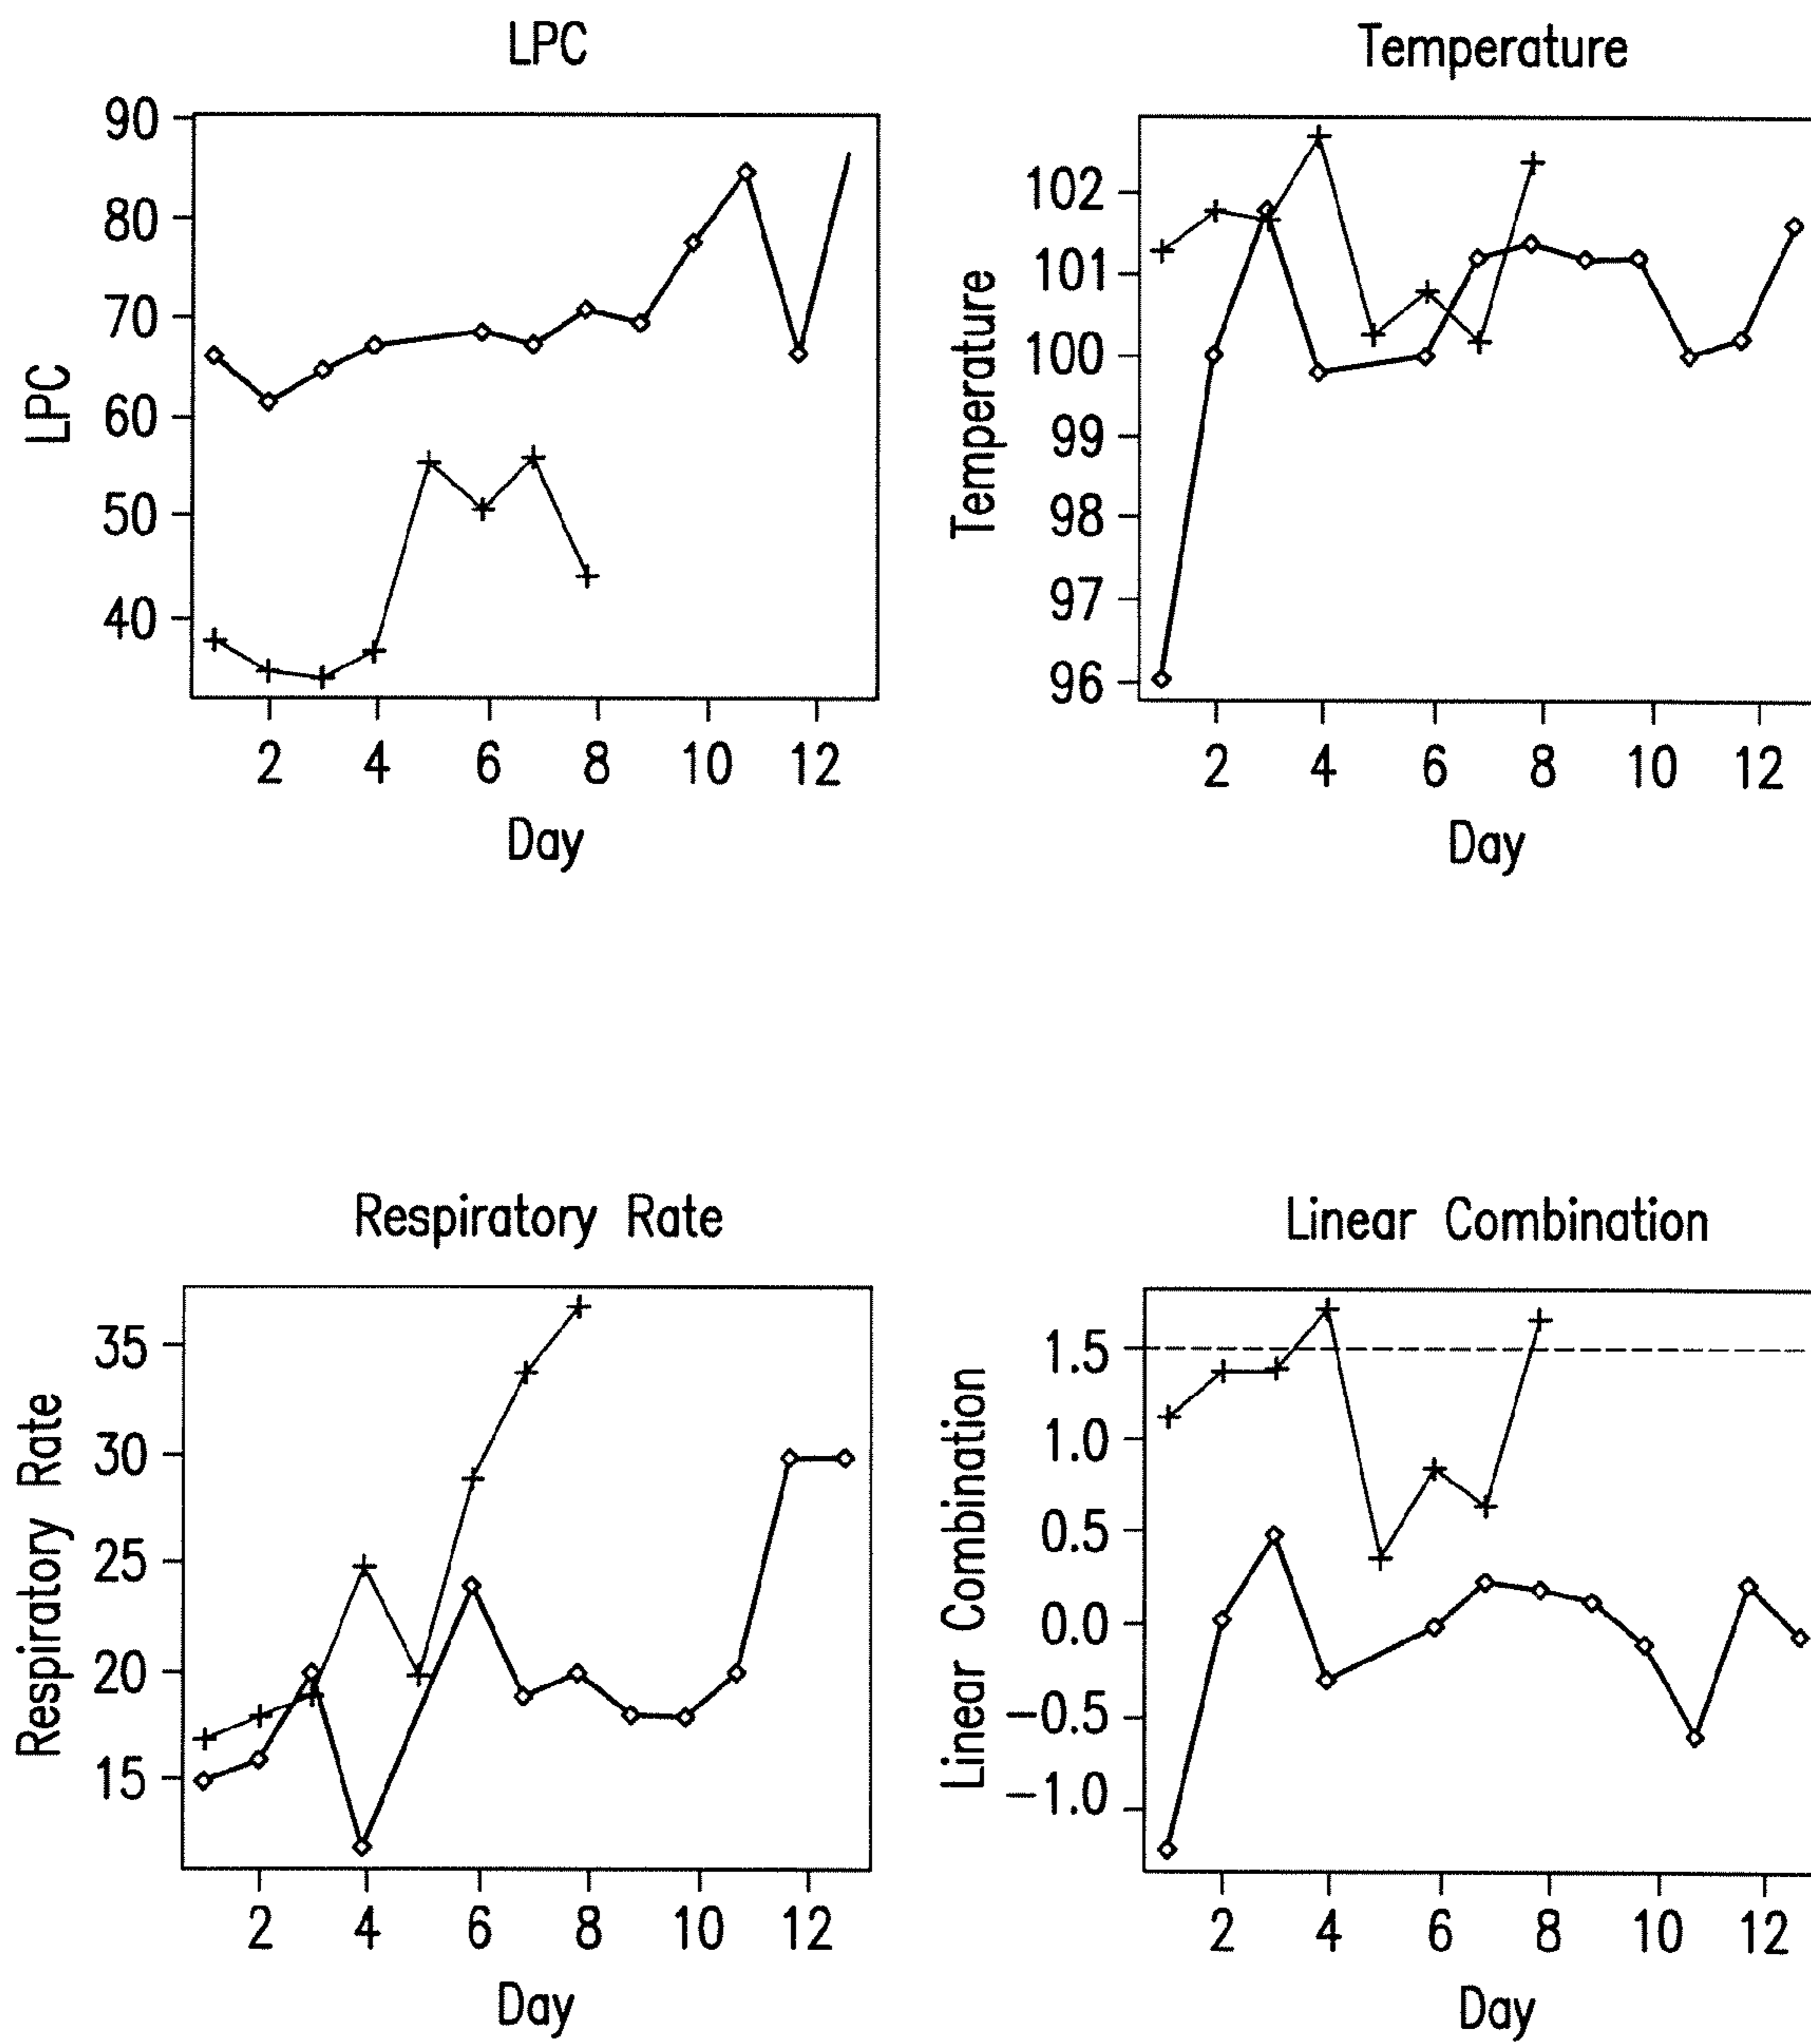 LPC
90
80
70
60
50
40
LPC
2 4 6 8 10 12
Day
Temperature
102
101
100
99
98
97
96
Temperature
2 4 6 8 10 12
Day
Respiratory Rate
35
30
25
20
15
Respiratory Rate
2 4 6 8 10 12
Day
Linear Combination
1.5
1.0
0.5
0.0
-0.5
-1.0
Linear Combination
2 4 6 8 10 12
Day